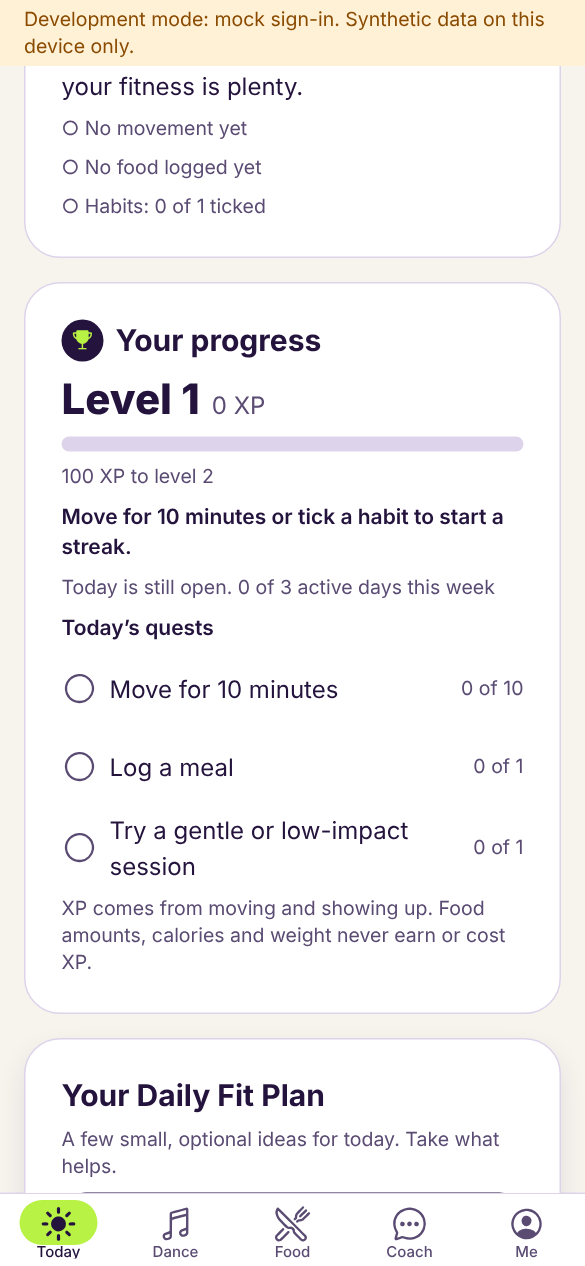 Development mode: mock sign-in. Synthetic data on this
device only.
your fitness is plenty.
No movement yet
No food logged yet
Habits: 0 of 1 ticked
Your progress
Level 1 0 XP
100 XP to level 2
Move for 10 minutes or tick a habit to start a
streak.
Today is still open. 0 of 3 active days this week
Today’s quests
Move for 10 minutes 0 of 10
Log a meal 0 of 1
Try a gentle or low-impact
session 0 of 1
XP comes from moving and showing up. Food
amounts, calories and weight never earn or cost
XP.
Your Daily Fit Plan
A few small, optional ideas for today. Take what
helps.
Today Dance Food Coach Me